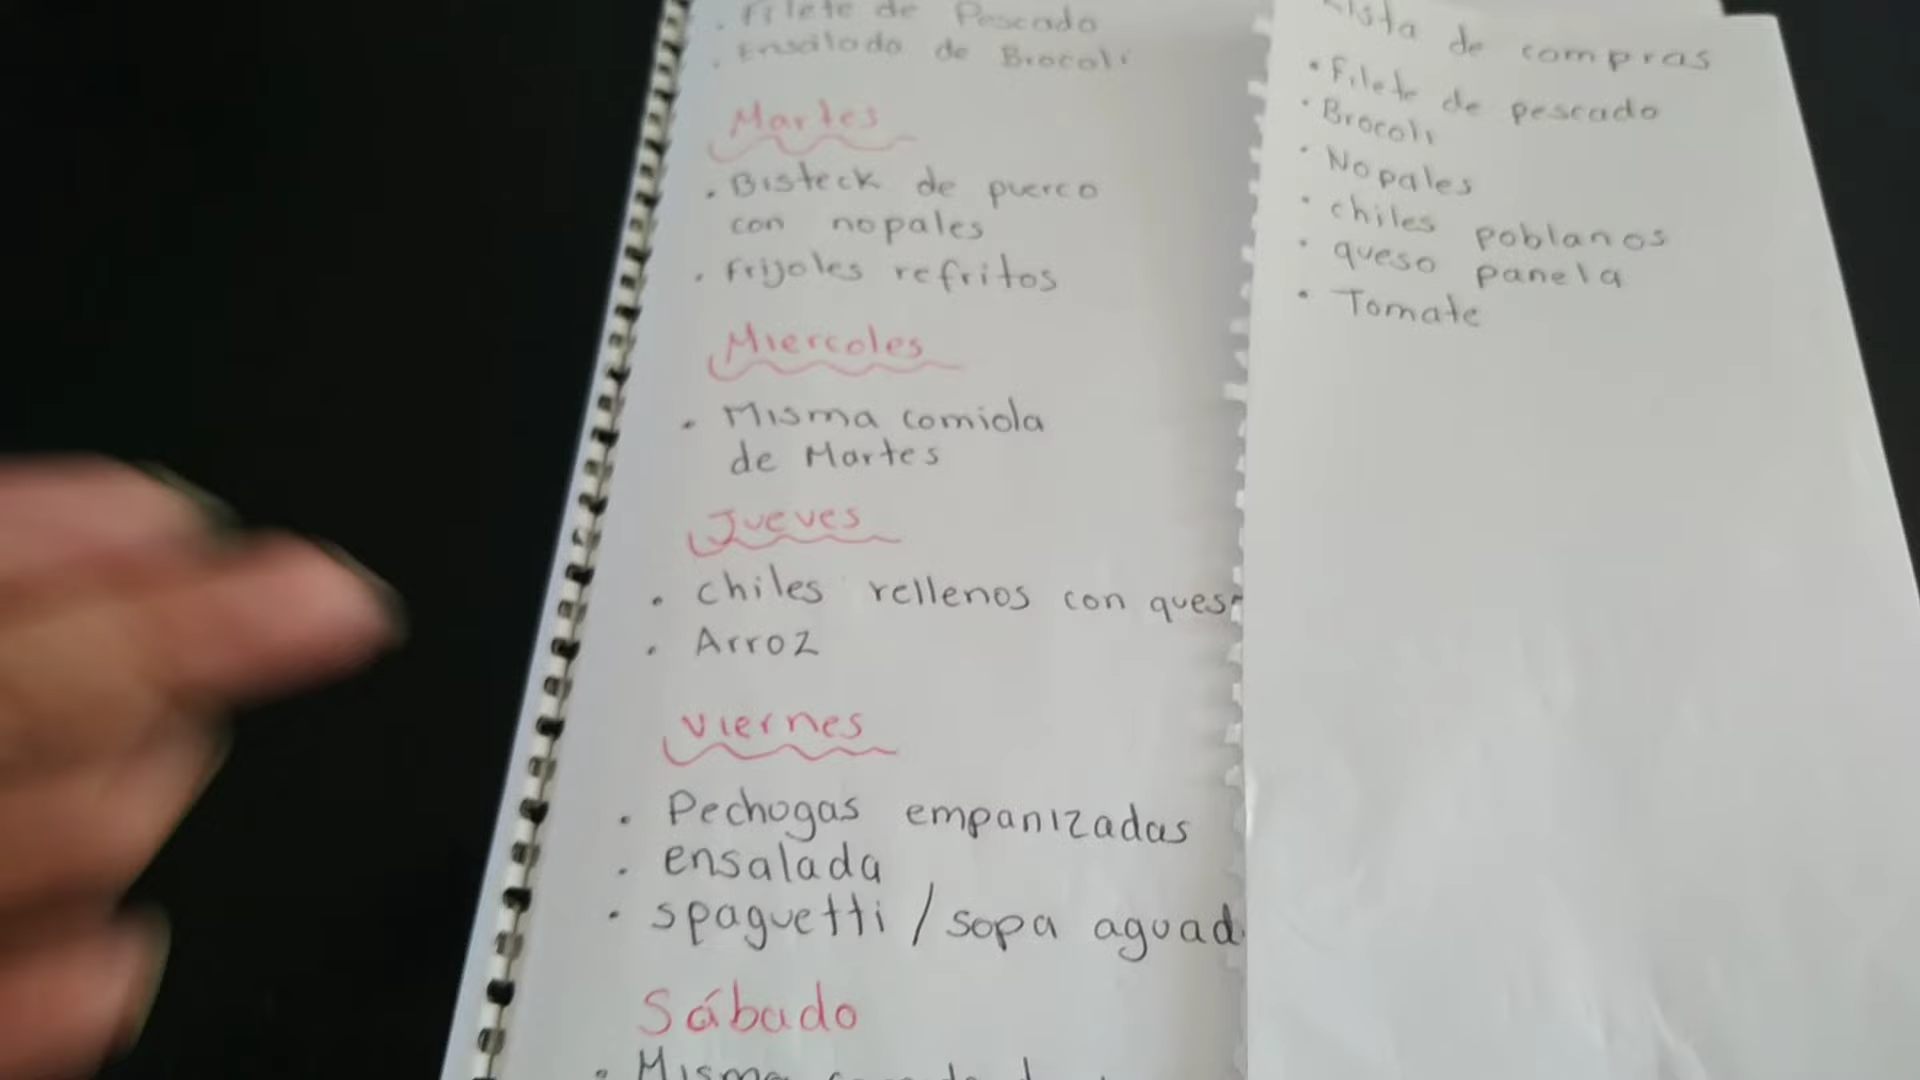 . Filete de Pescado
. Ensalada de Brocoli
Martes
. Bisteck de puerco
con nopales
. Frijoles refritos
Miercoles
. Misma comida
de Martes
Jueves
. chiles rellenos con ques
. Arroz
Viernes
. Pechugas empanizadas
. ensalada
. spaguetti / sopa aguad
Sábado
. Misma
Lista de compras
. Filete de pescado
. Brocoli
. Nopales
. chiles poblanos
. queso panela
. Tomate